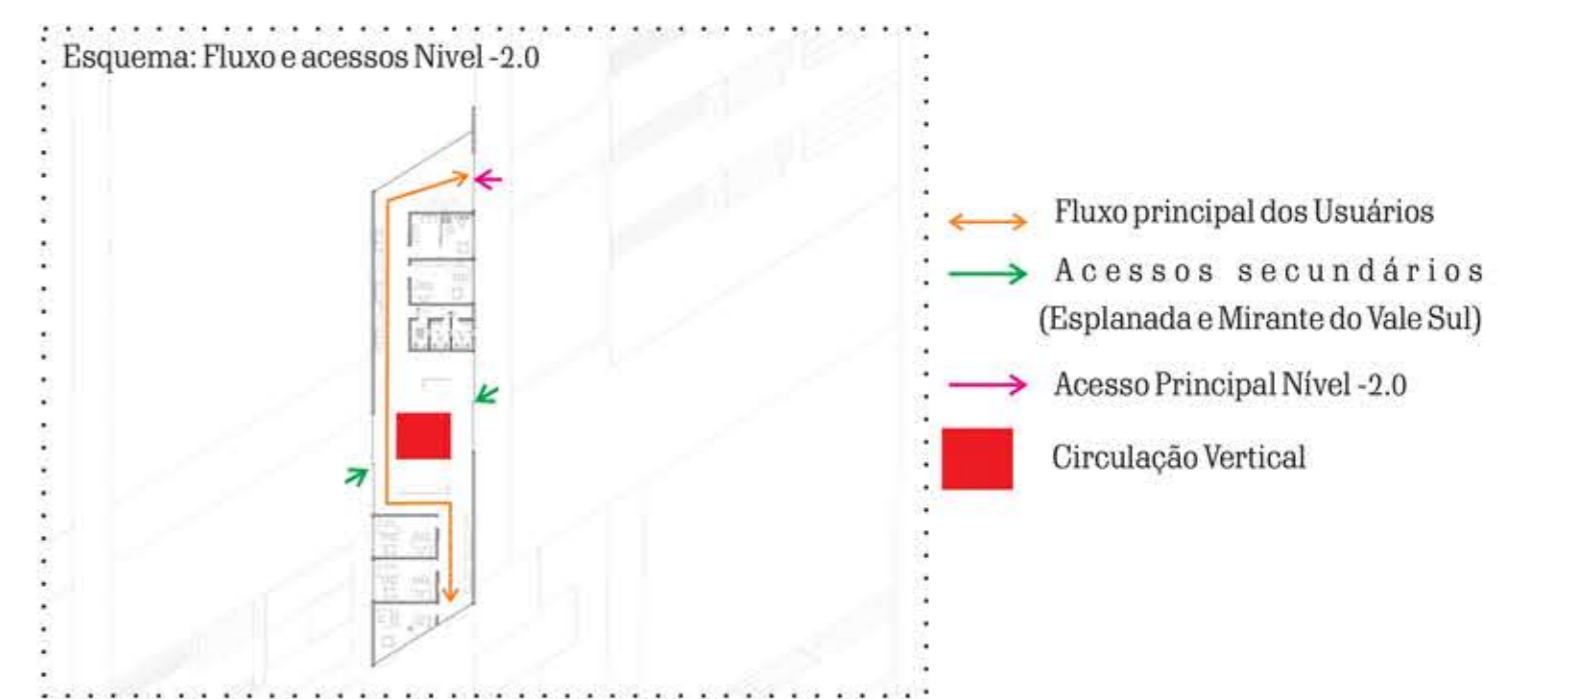 Esquema: Fluxo e acessos Nivel -2.0
Fluxo principal dos Usuários
Acessos secundários
(Esplanada e Mirante do Vale Sul)
Acesso Principal Nível -2.0
Circulação Vertical